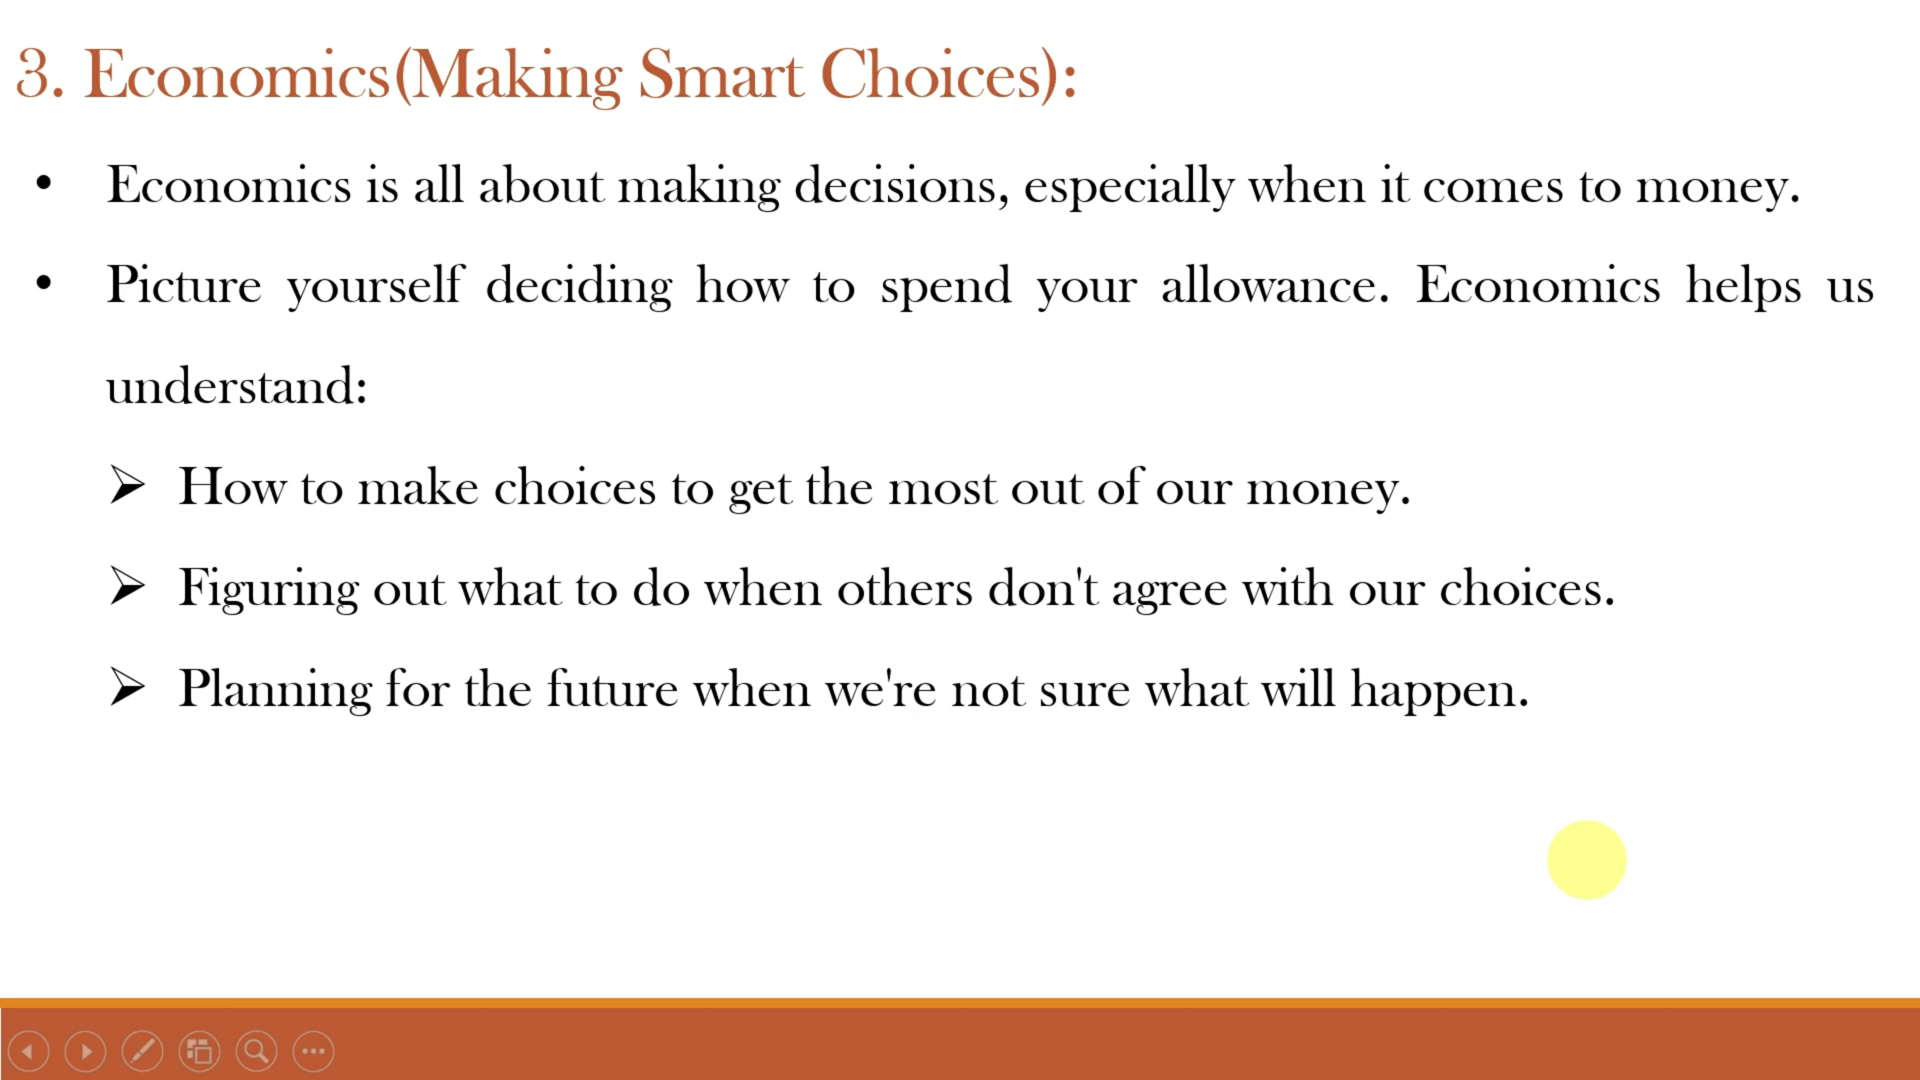 3. Economics(Making Smart Choices):
• Economics is all about making decisions, especially when it comes to money.
• Picture yourself deciding how to spend your allowance. Economics helps us
understand:
➢ How to make choices to get the most out of our money.
➢ Figuring out what to do when others don't agree with our choices.
➢ Planning for the future when we're not sure what will happen.